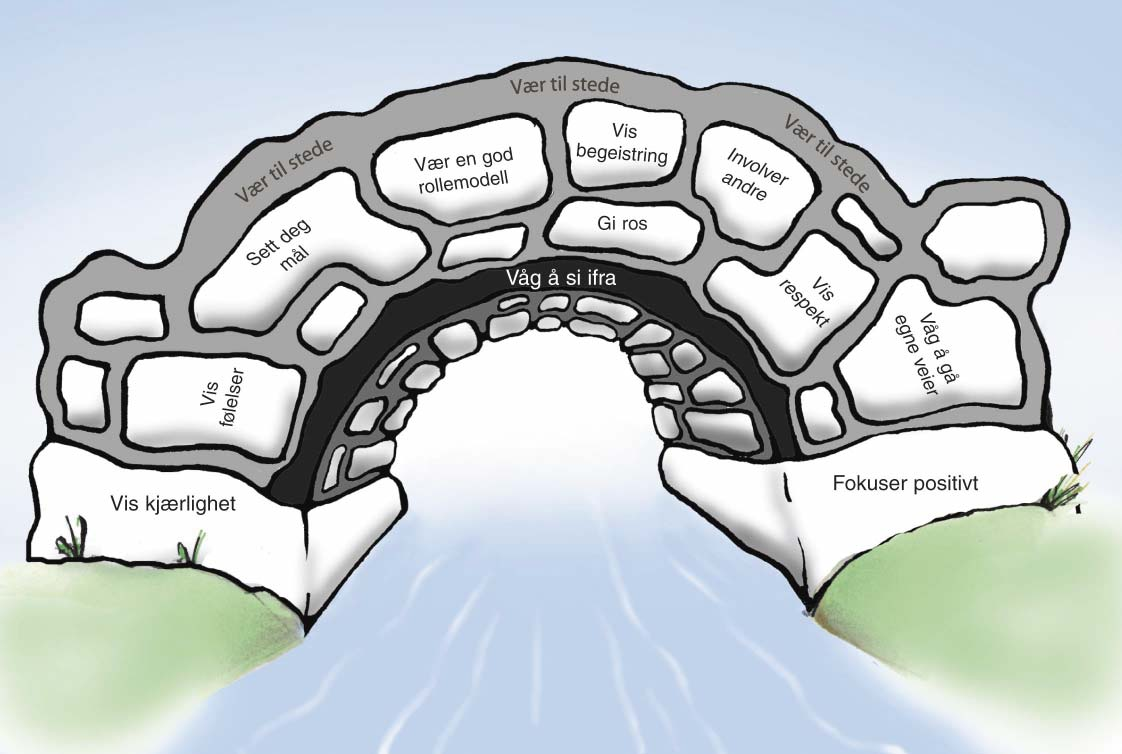 Vær til stede
Vær til stede
Vær til stede
Vis
begeistring
Vær en god
rollemodell
Involver
andre
Sett deg
mål
Gi ros
Våg å si ifra
Vis
respekt
Våg å gå
egne veier
Vis
følelser
Vis kjærlighet
Fokuser positivt